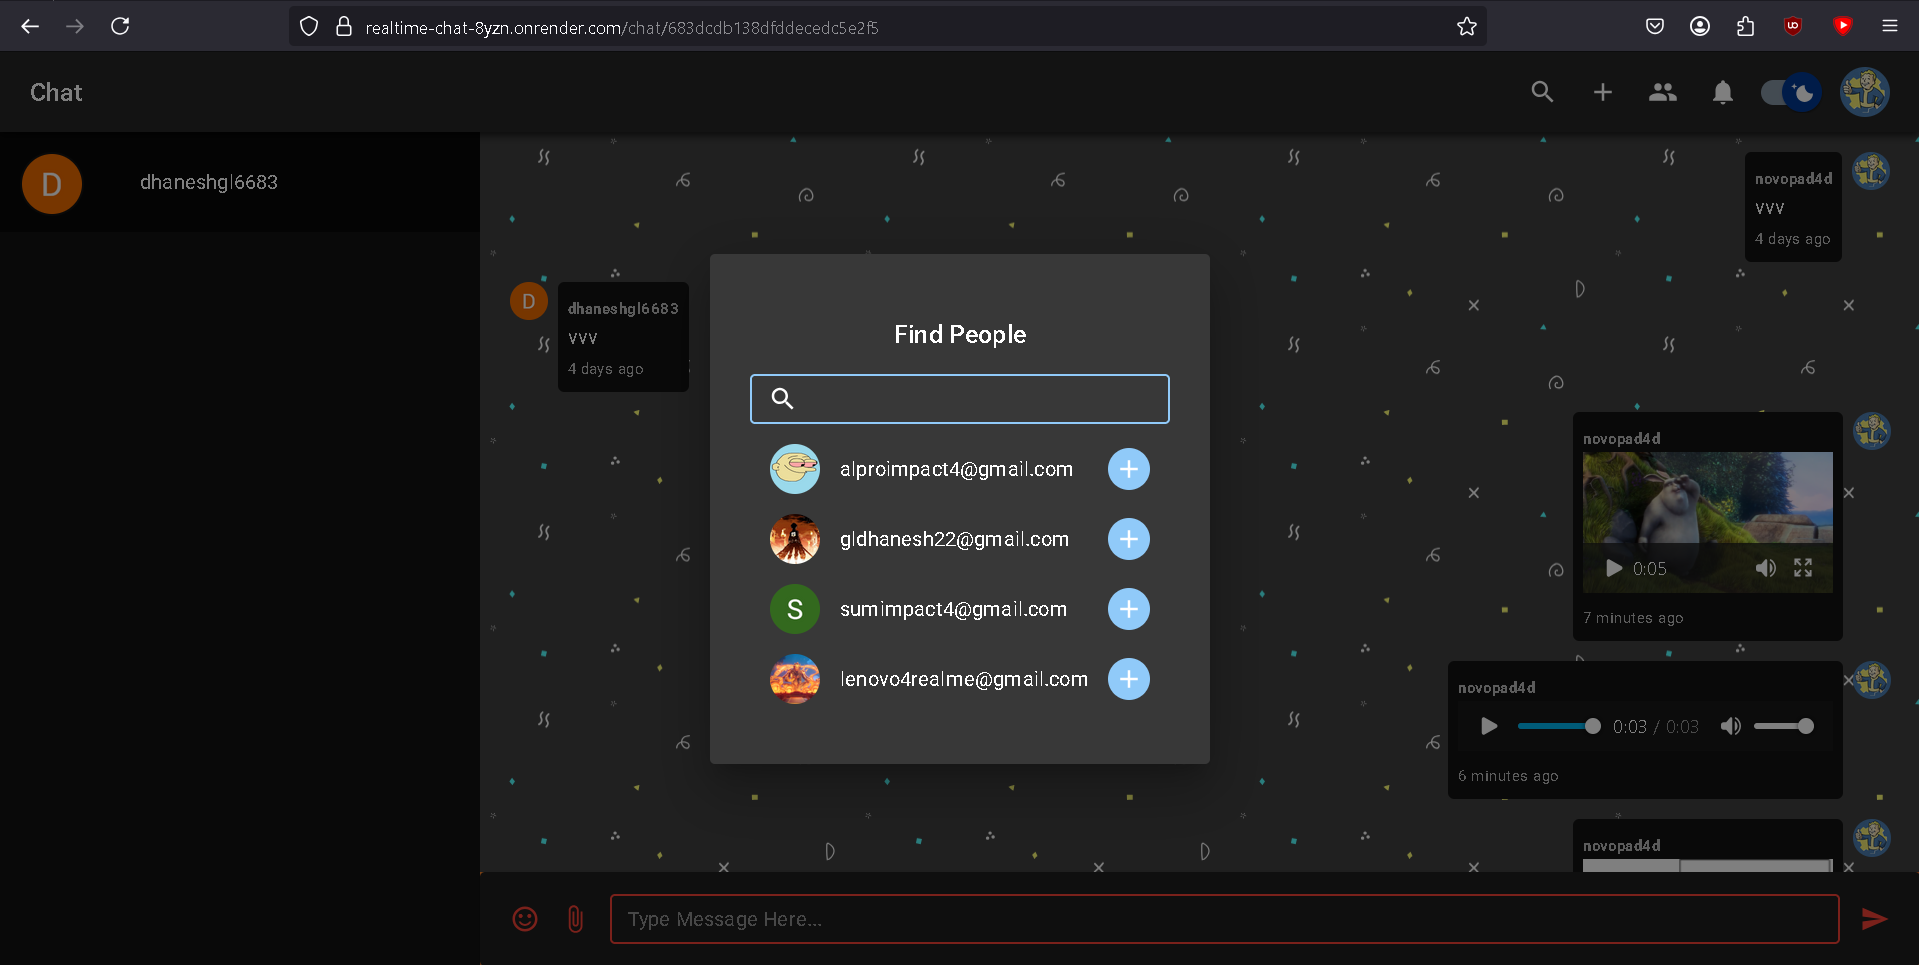 realtime-chat-8yzn.onrender.com/chat/683dcdb138dfddecedc5e2f5
Chat
D
dhaneshgl6683
novopad4d
vvv
4 days ago
D
dhaneshgl6683
vvv
4 days ago
Find People
alproimpact4@gmail.com
gldhanesh22@gmail.com
S
sumimpact4@gmail.com
lenovo4realme@gmail.com
novopad4d
0:05
7 minutes ago
novopad4d
0:03 / 0:03
6 minutes ago
novopad4d
Type Message Here...